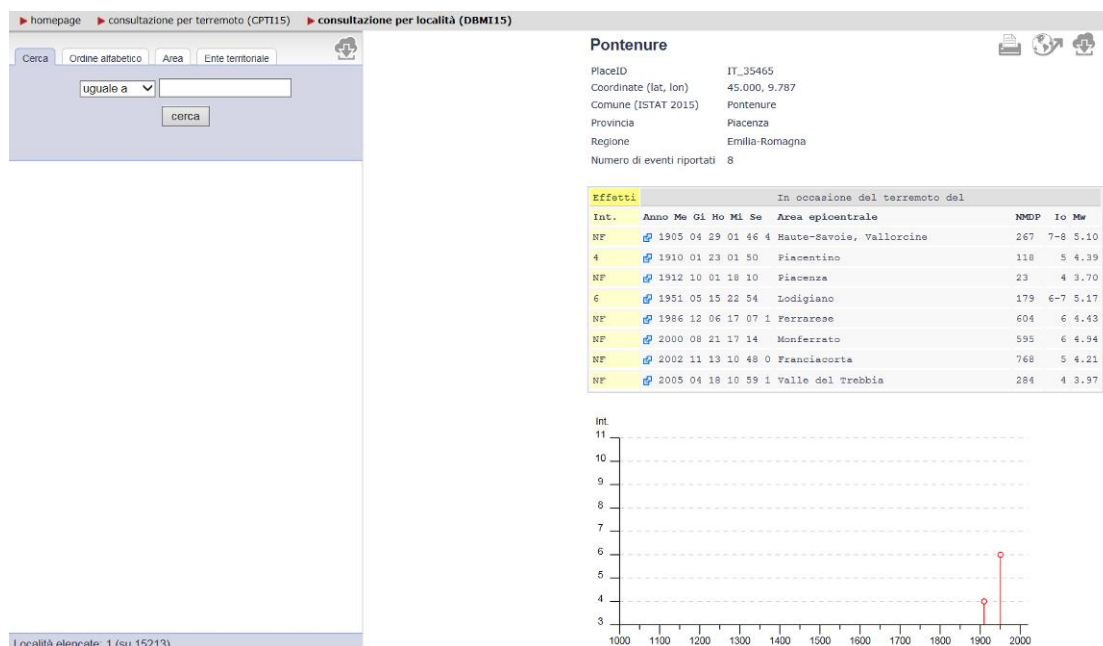 homepage consultazione per terremoto (CPTI15) consultazione per località (DBMI15)
Cerca Ordine alfabetico Area Ente territoriale
uguale a
cerca
Località elencate: 1 (su 15213)
Pontenure
PlaceID IT_35465
Coordinate (lat, lon) 45.000, 9.787
Comune (ISTAT 2015) Pontenure
Provincia Piacenza
Regione Emilia-Romagna
Numero di eventi riportati 8
Effetti In occasione del terremoto del
Int. Anno Me Gi Ho Mi Se Area epicentrale NMDP Io Mw
NF 1905 04 29 01 46 4 Haute-Savoie, Vallorcine 267 7-8 5.10
4 1910 01 23 01 50 Piacentino 118 5 4.39
NF 1912 10 01 18 10 Piacenza 23 4 3.70
6 1951 05 15 22 54 Lodigiano 179 6-7 5.17
NF 1986 12 06 17 07 1 Ferrarese 604 6 4.43
NF 2000 08 21 17 14 Monferrato 595 6 4.94
NF 2002 11 13 10 48 0 Franciacorta 768 5 4.21
NF 2005 04 18 10 59 1 Valle del Trebbia 284 4 3.97
Int.
11
10
9
8
7
6
5
4
3
1000 1100 1200 1300 1400 1500 1600 1700 1800 1900 2000